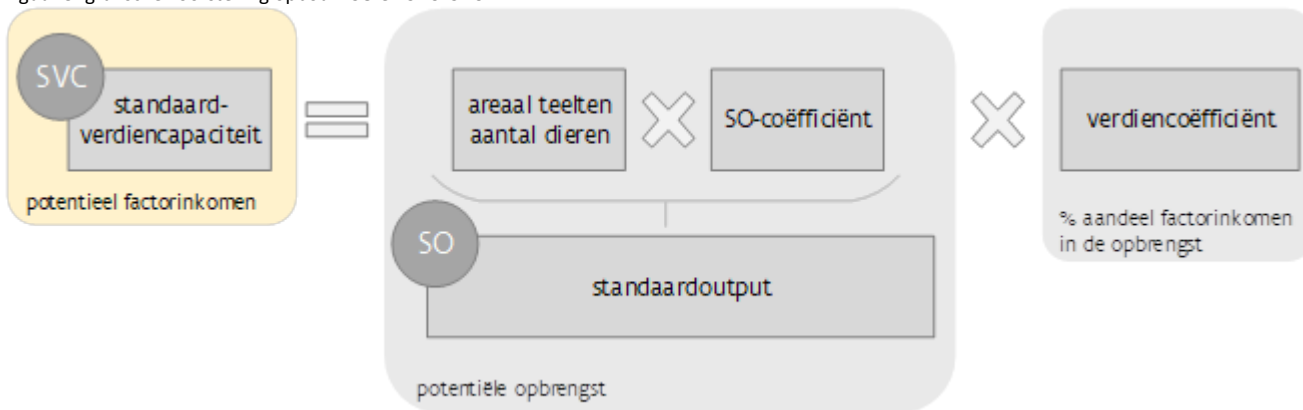 SVC
standaard-
verdiencapaciteit
potentieel factorinkomen
areaal teelten
aantal dieren
SO-coëfficiënt
SO
standaardoutput
potentiële opbrengst
verdiencoëfficiënt
% aandeel factorinkomen
in de opbrengst